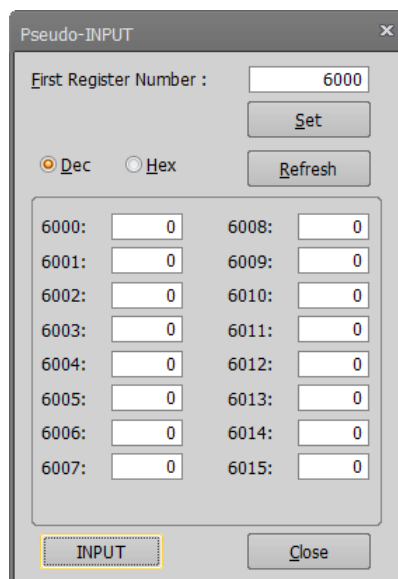 Pseudo-INPUT
First Register Number : 6000
Set
Dec Hex Refresh
6000: 0 6008: 0
6001: 0 6009: 0
6002: 0 6010: 0
6003: 0 6011: 0
6004: 0 6012: 0
6005: 0 6013: 0
6006: 0 6014: 0
6007: 0 6015: 0
INPUT Close